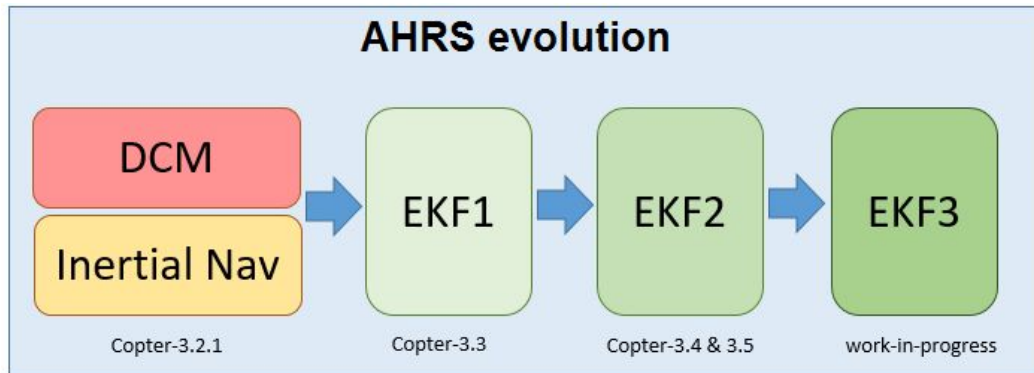 AHRS evolution
DCM
Inertial Nav
EKF1
EKF2
EKF3
Copter-3.2.1
Copter-3.3
Copter-3.4 & 3.5
work-in-progress